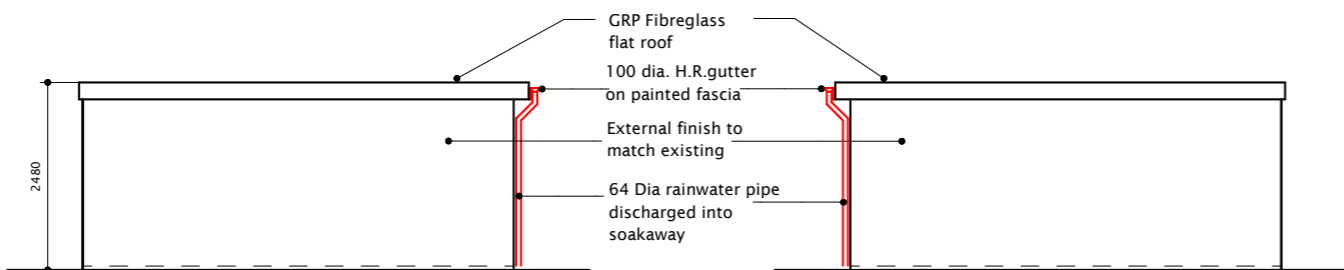 GRP Fibreglass
flat roof
100 dia. H.R.gutter
on painted fascia
External finish to
match existing
2480
64 Dia rainwater pipe
discharged into
soakaway